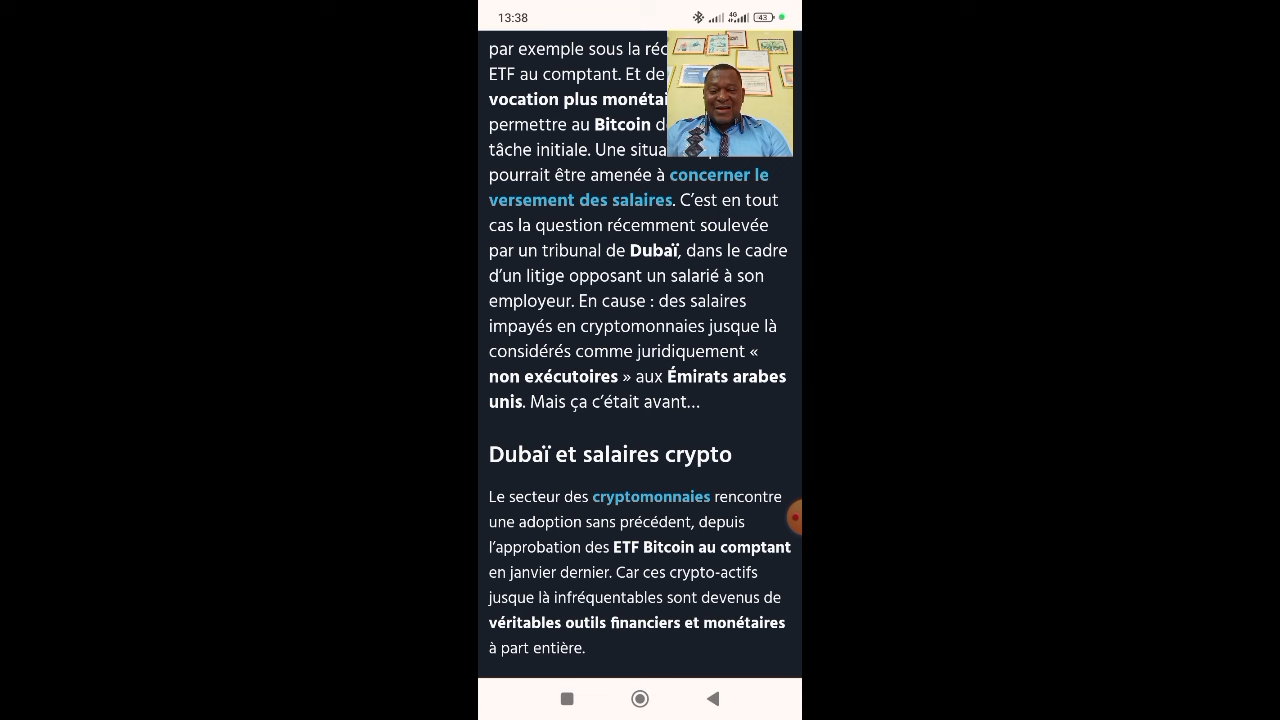 13:38
4G
43
par exemple sous la réc
ETF au comptant. Et de
vocation plus monétai
permettre au Bitcoin d
tâche initiale. Une situa
pourrait être amenée à concerner le
versement des salaires. C’est en tout
cas la question récemment soulevée
par un tribunal de Dubaï, dans le cadre
d’un litige opposant un salarié à son
employeur. En cause : des salaires
impayés en cryptomonnaies jusque là
considérés comme juridiquement «
non exécutoires » aux Émirats arabes
unis. Mais ça c’était avant…
Dubaï et salaires crypto
Le secteur des cryptomonnaies rencontre
une adoption sans précédent, depuis
l’approbation des ETF Bitcoin au comptant
en janvier dernier. Car ces crypto-actifs
jusque là infréquentables sont devenus de
véritables outils financiers et monétaires
à part entière.